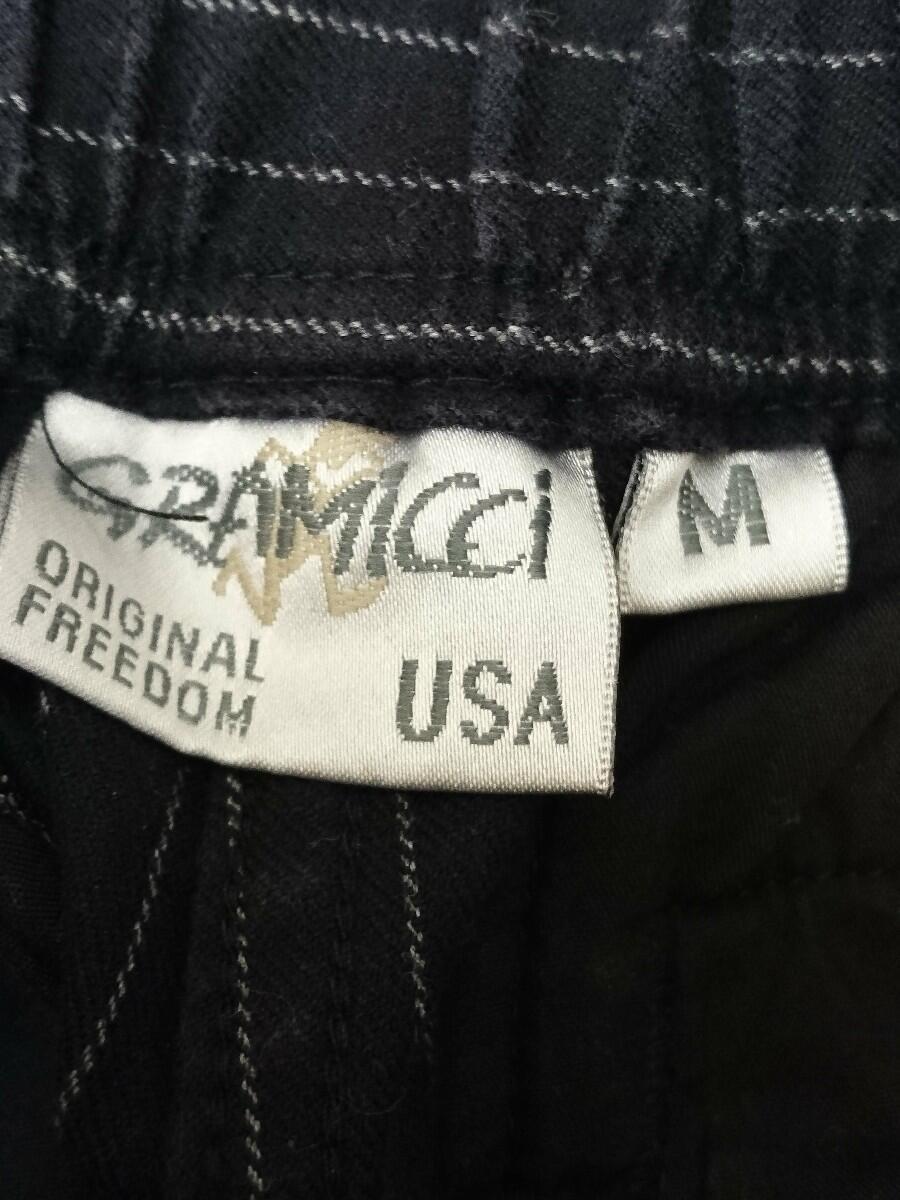 GRAMICCi
ORIGINAL
FREEDOM
USA
M